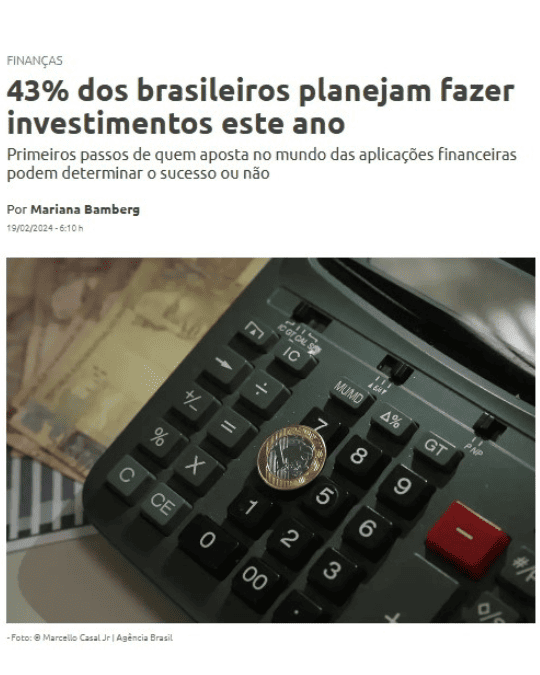 FINANÇAS
43% dos brasileiros planejam fazer
investimentos este ano
Primeiros passos de quem aposta no mundo das aplicações financeiras
podem determinar o sucesso ou não
Por Mariana Bamberg
19/02/2024 - 6:10 h
IC
MU/MD
Δ%
GT
÷
+/-
=
%
X
C
CE
7
8
9
5
6
1
2
3
0
00
.
-
+
- Foto: © Marcello Casal Jr | Agência Brasil